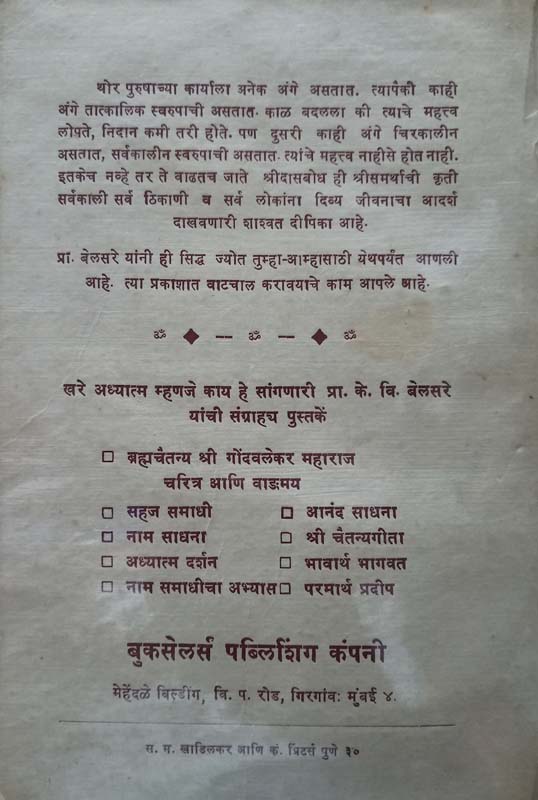 थोर पुरुषाच्या कार्याला अनेक अंगे असतात. त्यापैकी काही
अंगे तात्कालिक स्वरुपाची असतात. काळ बदलला की त्याचे महत्त्व
लोपते, निदान कमी तरी होते. पण दुसरी काही अंगे चिरकालीन
असतात, सर्वकालीन स्वरुपाची असतात. त्यांचे महत्त्व नाहीसे होत नाही.
इतकेच नव्हे तर ते वाढतच जाते श्रीदासबोध ही श्रीसमर्थाची कृती
सर्वकाली सर्व ठिकाणी व सर्व लोकांना दिव्य जीवनाचा आदर्श
दाखवणारी शाश्वत दीपिका आहे.
प्रा. बेलसरे यांनी ही सिद्ध ज्योत तुम्हा-आम्हासाठी येथपर्यंत आणली
आहे. त्या प्रकाशात वाटचाल करावयाचे काम आपले आहे.
ॐ ◆ — ॐ — ◆ ॐ
खरे अध्यात्म म्हणजे काय हे सांगणारी प्रा. के. वि. बेलसरे
यांची संग्राह्य पुस्तकें
□ ब्रह्मचैतन्य श्री गोंदवलेकर महाराज
चरित्र आणि वाङमय
□ सहज समाधी □ आनंद साधना
□ नाम साधना □ श्री चैतन्यगीता
□ अध्यात्म दर्शन □ भावार्थ भागवत
□ नाम समाधीचा अभ्यास □ परमार्थ प्रदीप
बुकसेलर्स पब्लिशिंग कंपनी
मेहेंदळे बिल्डींग, वि. प. रोड, गिरगांव: मुंबई ४.
स. म. खाडिलकर आणि कं. प्रिंटर्स पुणे ३०